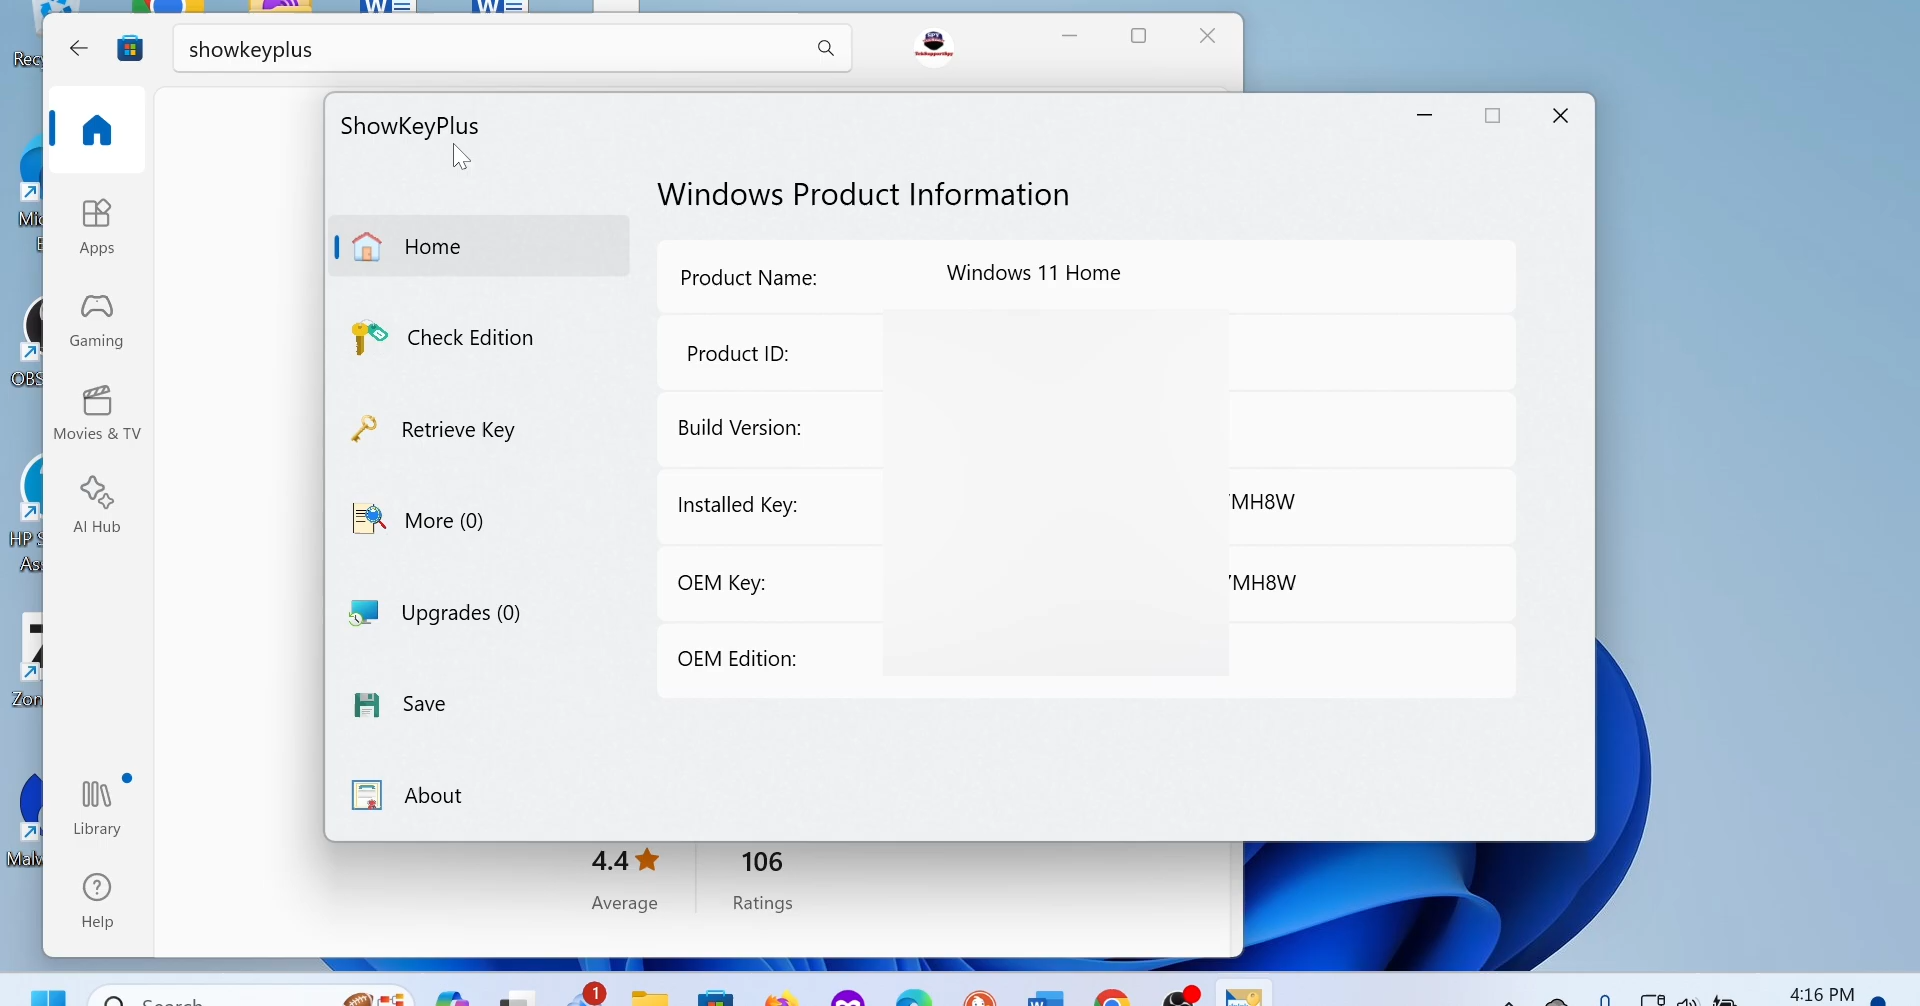 showkeyplus
ShowKeyPlus
Windows Product Information
Home
Product Name:
Windows 11 Home
Check Edition
Product ID:
Retrieve Key
Build Version:
More (0)
Installed Key:
MH8W
Upgrades (0)
OEM Key:
MH8W
Save
OEM Edition:
About
Apps
Gaming
Movies & TV
AI Hub
Library
Help
4.4
106
Average
Ratings
1
4:16 PM
Search